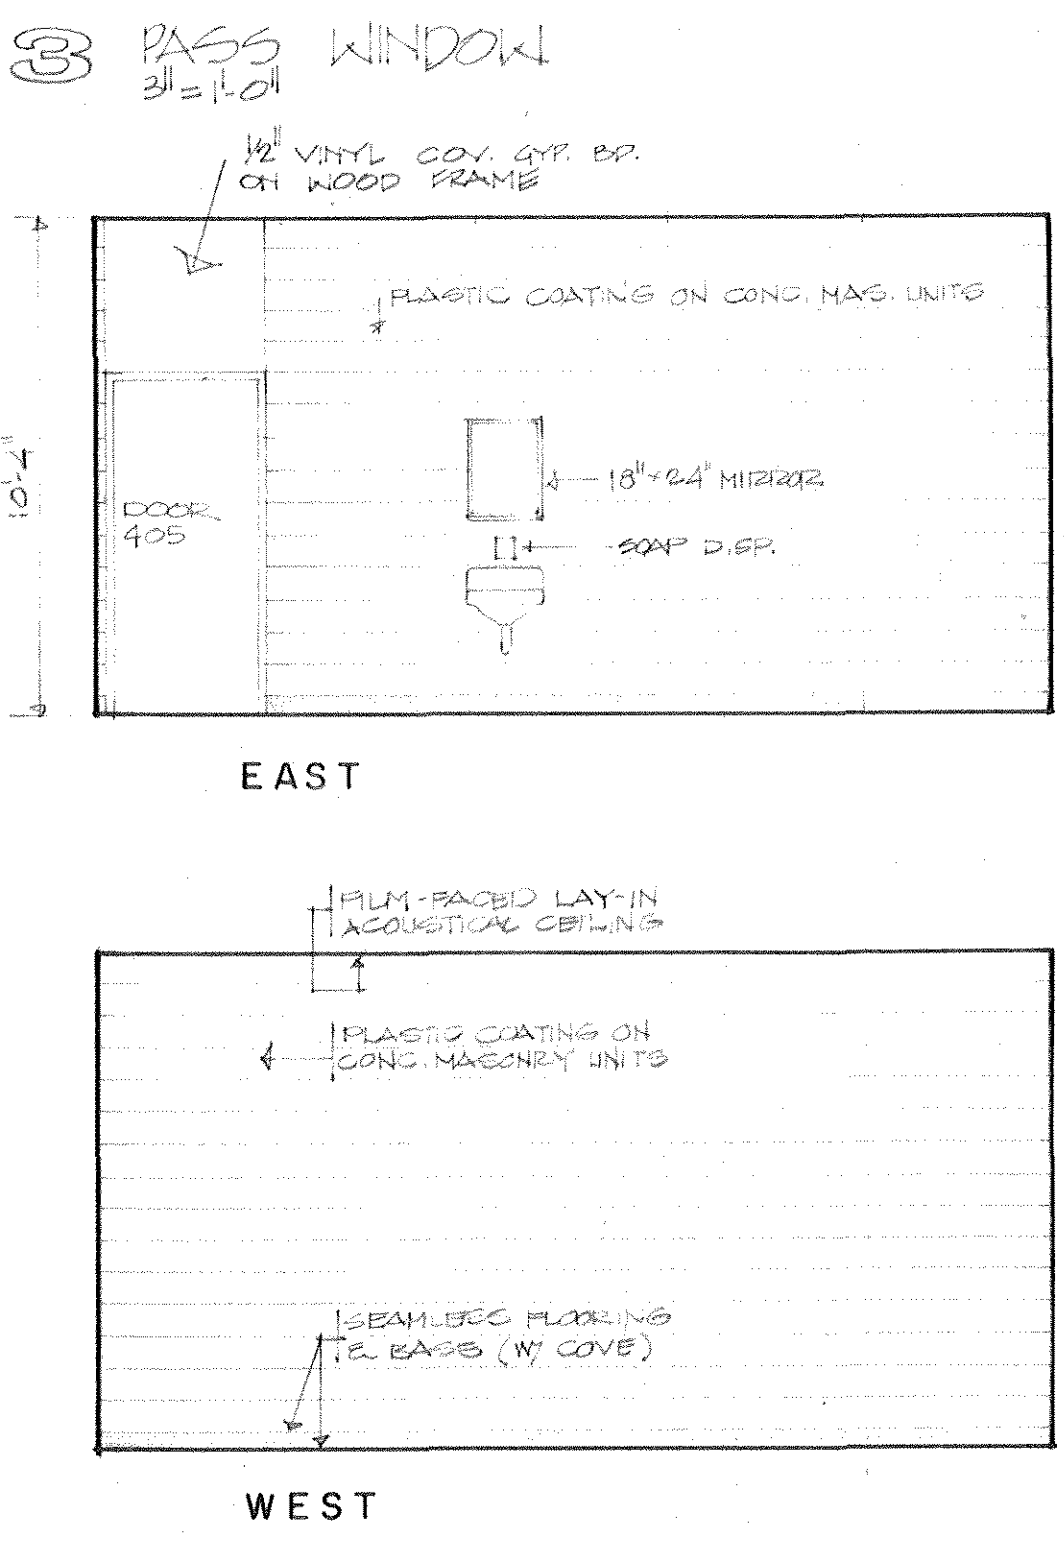 3 PASS WINDOW
3"=1'-0"
1/2" VINYL COV. GYP. BD.
ON WOOD FRAME
PLASTIC COATING ON CONC. MAS. UNITS
10'-4"
18"×24" MIRROR
DOOR
405
SOAP DISP.
EAST
FILM-FACED LAY-IN
ACOUSTICAL CEILING
PLASTIC COATING ON
CONC. MASONRY UNITS
SEAMLESS FLOORING
& BASE (W/ COVE)
WEST